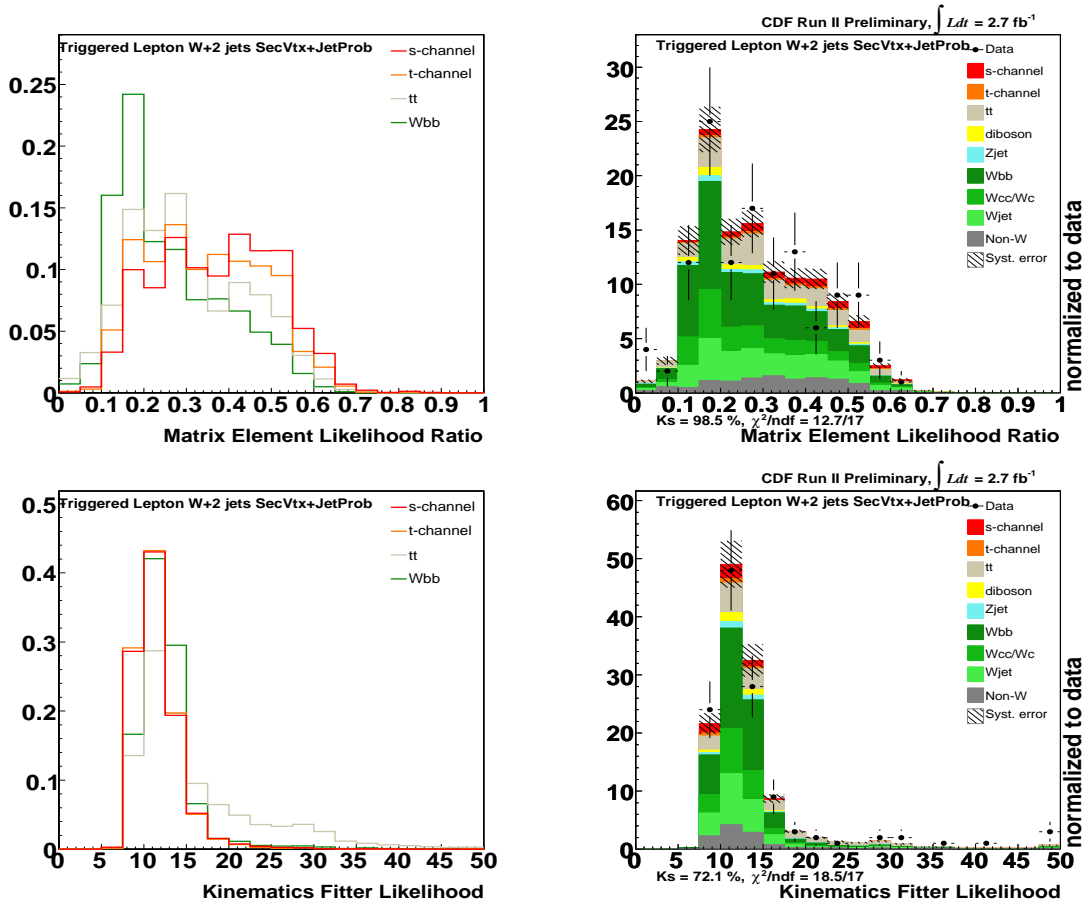 Triggered Lepton W+2 jets SecVtx+JetProb
s-channel
t-channel
tt
Wbb
0.25
0.2
0.15
0.1
0.05
0
0 0.1 0.2 0.3 0.4 0.5 0.6 0.7 0.8 0.9 1
Matrix Element Likelihood Ratio
CDF Run II Preliminary, ∫ Ldt = 2.7 fb⁻¹
Triggered Lepton W+2 jets SecVtx+JetProb
Data
s-channel
t-channel
tt
diboson
Zjet
Wbb
Wcc/Wc
Wjet
Non-W
Syst. error
30
25
20
15
10
5
0
0 0.1 0.2 0.3 0.4 0.5 0.6 0.7 0.8 0.9 1
Ks = 98.5 %, χ²/ndf = 12.7/17
Matrix Element Likelihood Ratio
normalized to data
Triggered Lepton W+2 jets SecVtx+JetProb
s-channel
t-channel
tt
Wbb
0.5
0.4
0.3
0.2
0.1
0
0 5 10 15 20 25 30 35 40 45 50
Kinematics Fitter Likelihood
CDF Run II Preliminary, ∫ Ldt = 2.7 fb⁻¹
Triggered Lepton W+2 jets SecVtx+JetProb
Data
s-channel
t-channel
tt
diboson
Zjet
Wbb
Wcc/Wc
Wjet
Non-W
Syst. error
60
50
40
30
20
10
0
0 5 10 15 20 25 30 35 40 45 50
Ks = 72.1 %, χ²/ndf = 18.5/17
Kinematics Fitter Likelihood
normalized to data